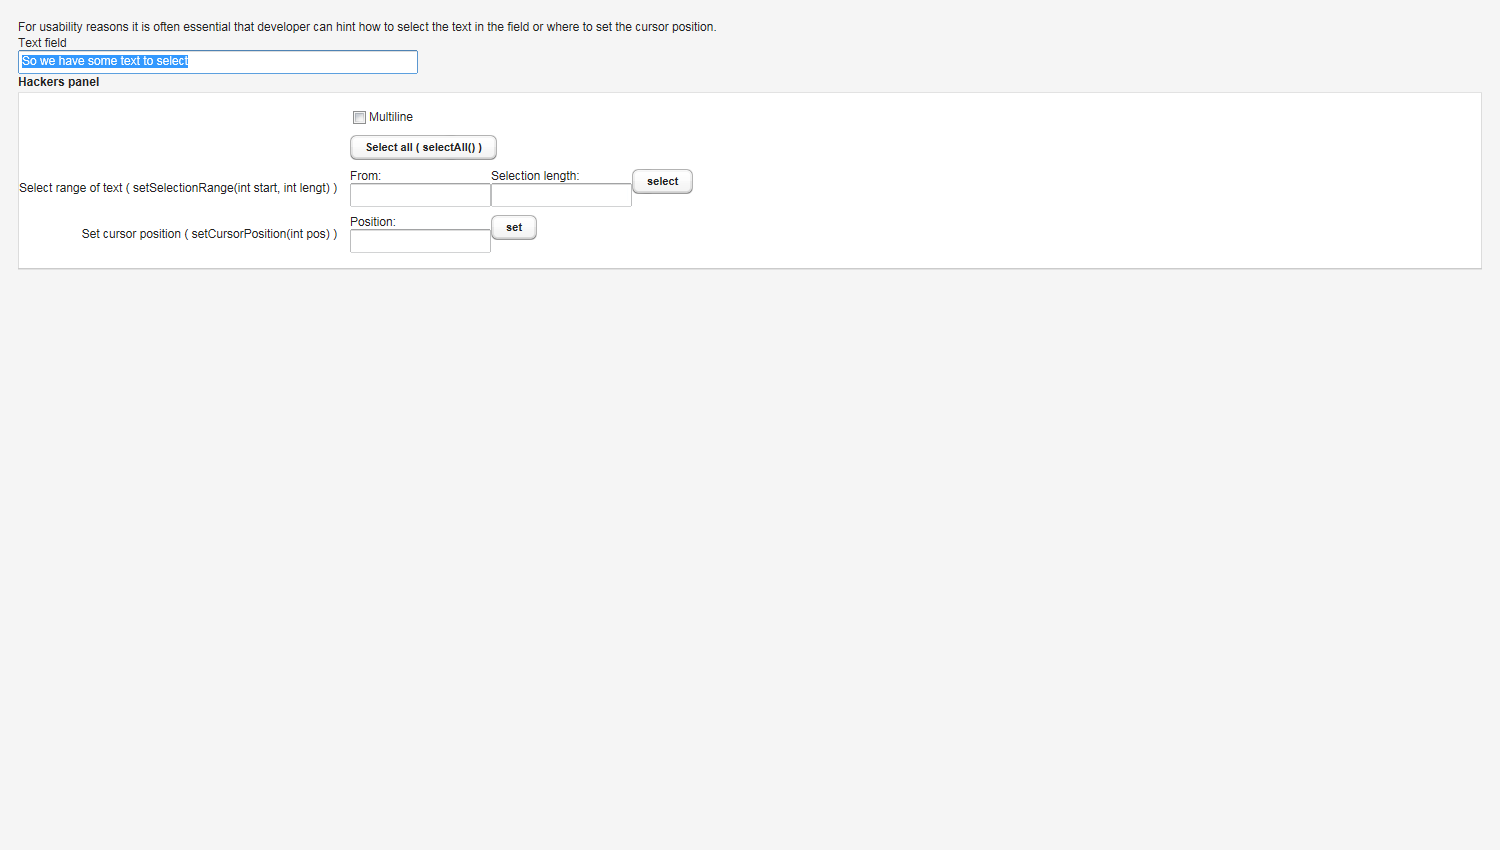 For usability reasons it is often essential that developer can hint how to select the text in the field or where to set the cursor position.
Text field
So we have some text to select
Hackers panel
Multiline
Select all ( selectAll() )
Select range of text ( setSelectionRange(int start, int lengt) )
From:
Selection length:
select
Set cursor position ( setCursorPosition(int pos) )
Position:
set